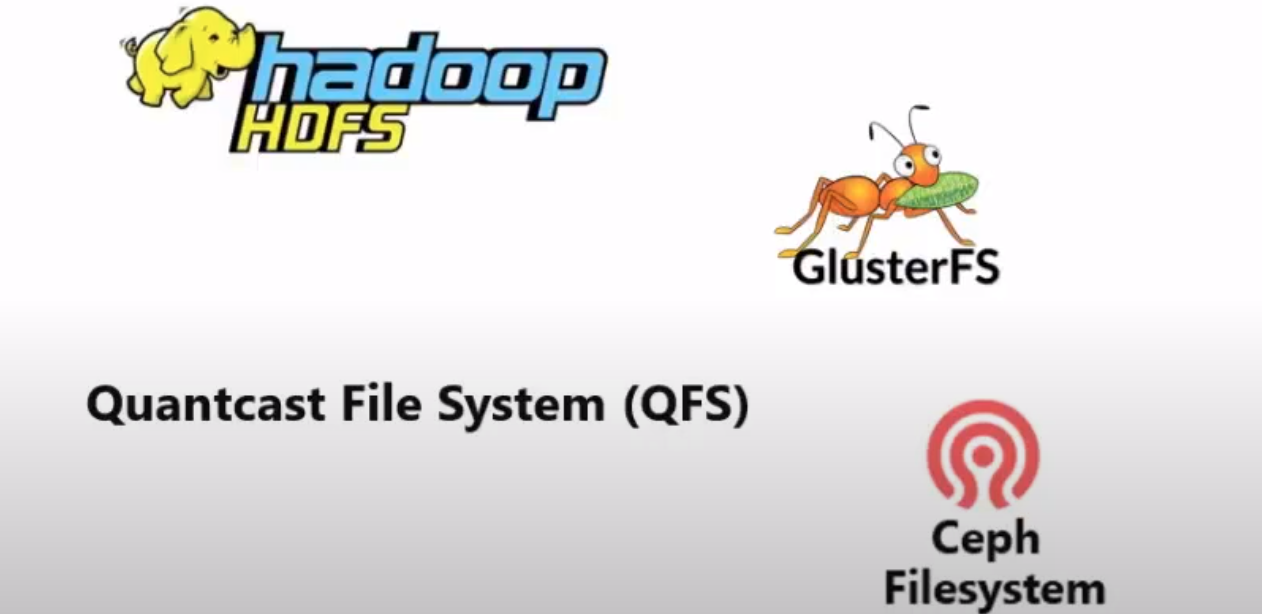 hadoop
HDFS
GlusterFS
Quantcast File System (QFS)
Ceph
Filesystem